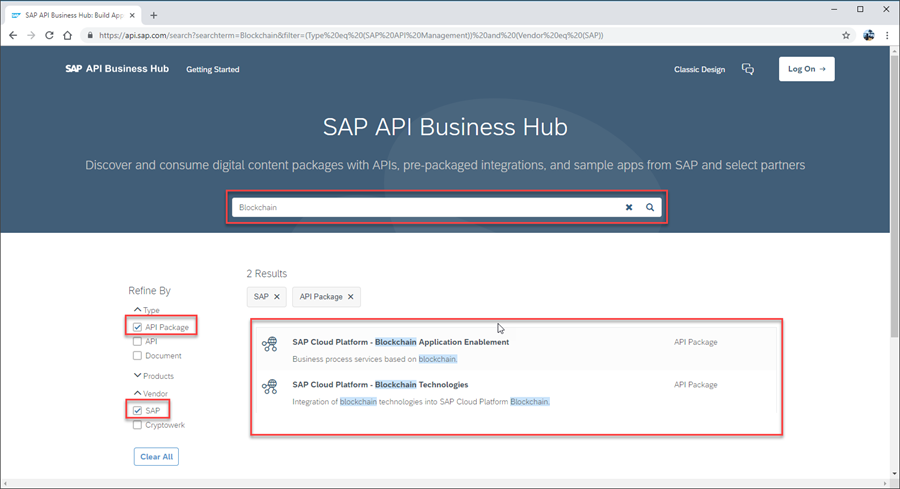 SAP API Business Hub: Build App
https://api.sap.com/search?searchterm=Blockchain&filter=(Type%20eq%20(SAP%20API%20Management))%20and%20(Vendor%20eq%20(SAP))
SAP API Business Hub
Getting Started
Classic Design
Log On →
SAP API Business Hub
Discover and consume digital content packages with APIs, pre-packaged integrations, and sample apps from SAP and select partners
Blockchain
2 Results
Refine By
SAP
API Package
Type
API Package
API
Document
Products
Vendor
SAP
Cryptowerk
Clear All
SAP Cloud Platform - Blockchain Application Enablement
API Package
Business process services based on blockchain.
SAP Cloud Platform - Blockchain Technologies
API Package
Integration of blockchain technologies into SAP Cloud Platform Blockchain.